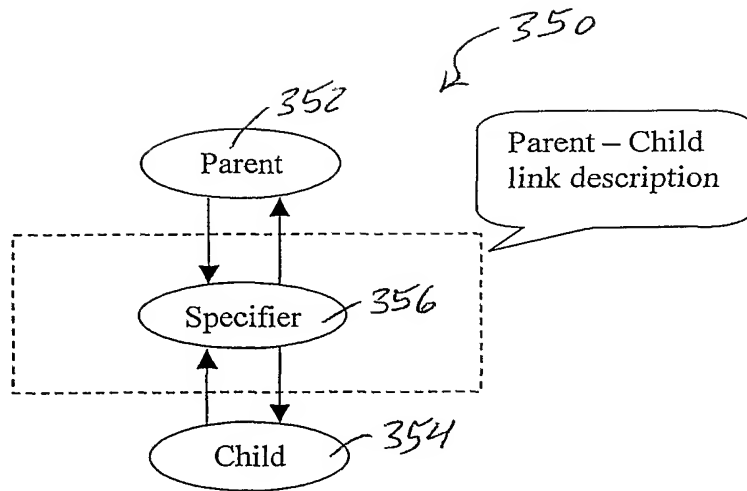 350
352
Parent
Parent – Child
link description
Specifier
356
Child
354